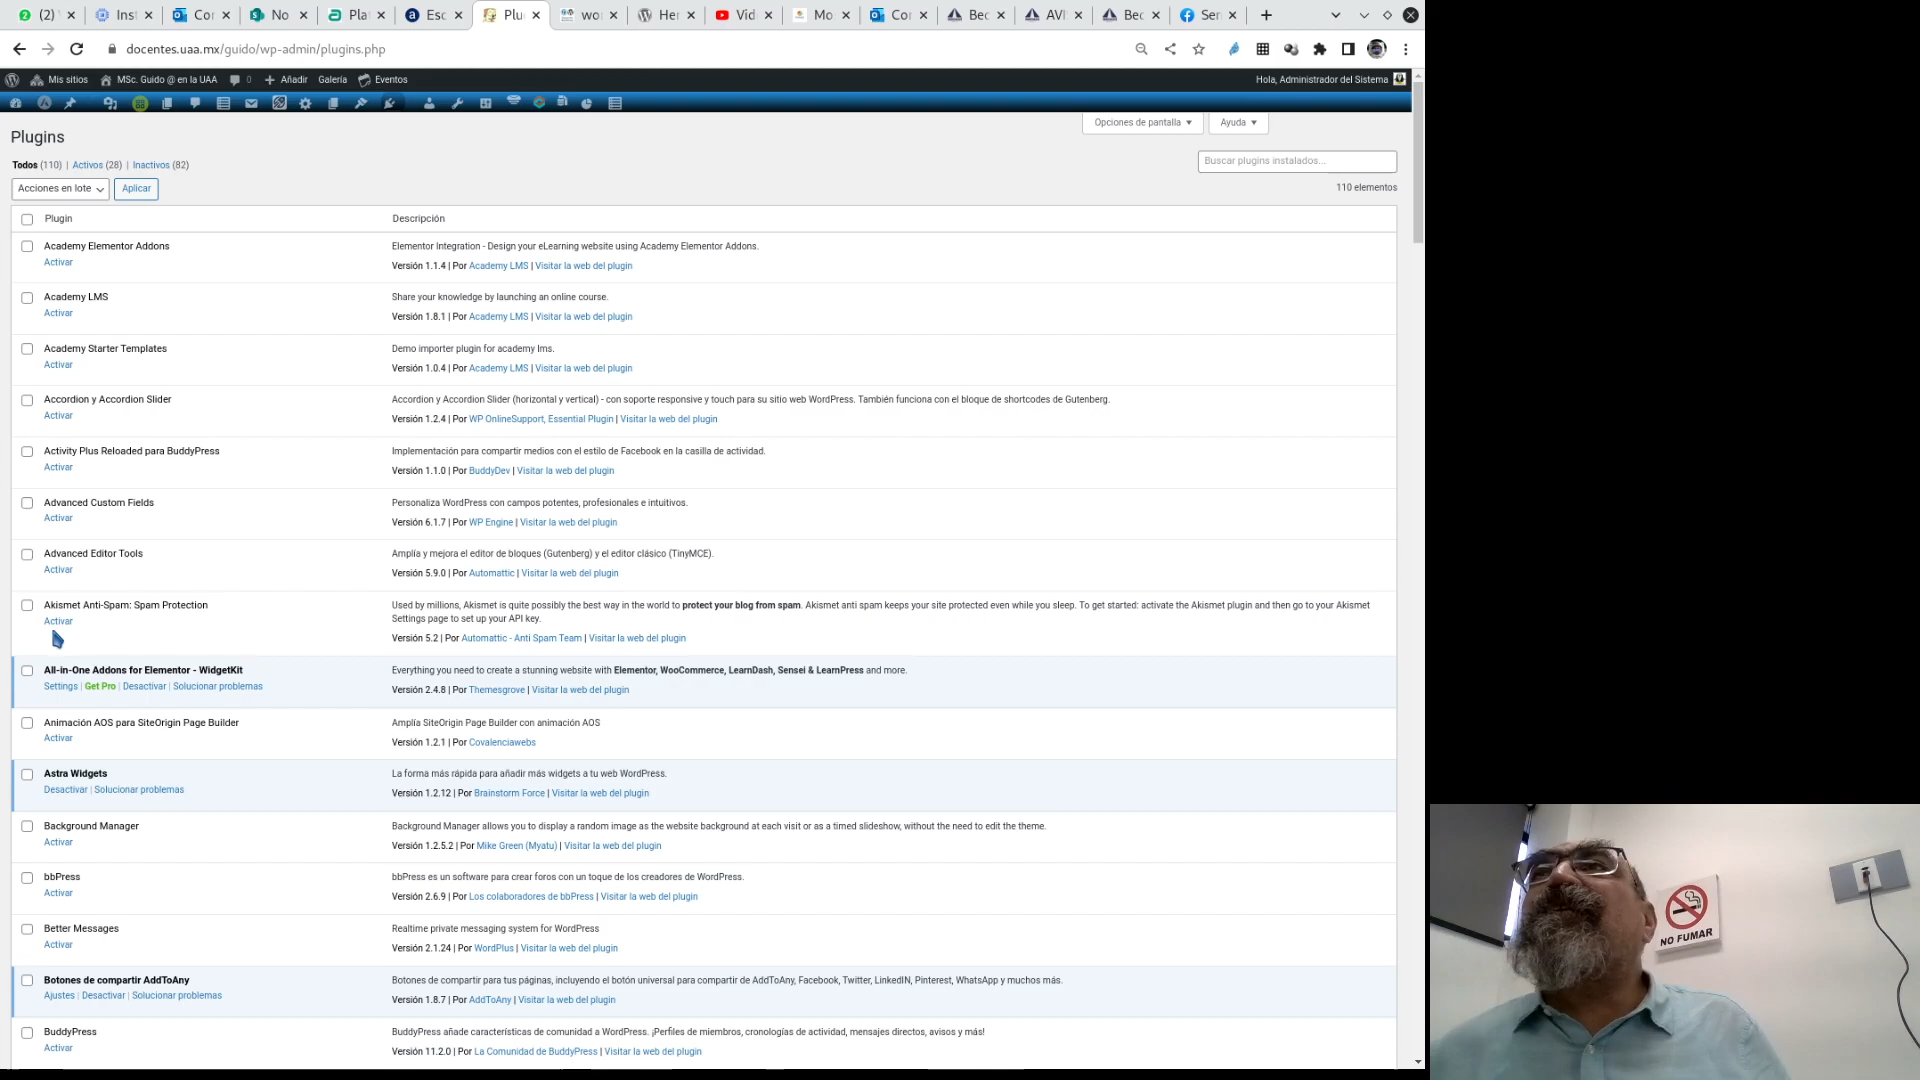 (2)
Inst
Cor
No
Pla
Esc
Plu
wo
Her
Vid
Mo
Co
Bec
AVI
Bec
Ser
docentes.uaa.mx/guido/wp-admin/plugins.php
Mis sitios
MSc. Guido @ en la UAA
0
Añadir
Galería
Eventos
Hola, Administrador del Sistema
Plugins
Opciones de pantalla
Ayuda
Todos (110) | Activos (28) | Inactivos (82)
Buscar plugins instalados...
Acciones en lote
Aplicar
110 elementos
Plugin
Descripción
Academy Elementor Addons
Activar
Elementor Integration - Design your eLearning website using Academy Elementor Addons.
Versión 1.1.4 | Por Academy LMS | Visitar la web del plugin
Academy LMS
Activar
Share your knowledge by launching an online course.
Versión 1.8.1 | Por Academy LMS | Visitar la web del plugin
Academy Starter Templates
Activar
Demo importer plugin for academy lms.
Versión 1.0.4 | Por Academy LMS | Visitar la web del plugin
Accordion y Accordion Slider
Activar
Accordion y Accordion Slider (horizontal y vertical) - con soporte responsive y touch para su sitio web WordPress. También funciona con el bloque de shortcodes de Gutenberg.
Versión 1.2.4 | Por WP OnlineSupport, Essential Plugin | Visitar la web del plugin
Activity Plus Reloaded para BuddyPress
Activar
Implementación para compartir medios con el estilo de Facebook en la casilla de actividad.
Versión 1.1.0 | Por BuddyDev | Visitar la web del plugin
Advanced Custom Fields
Activar
Personaliza WordPress con campos potentes, profesionales e intuitivos.
Versión 6.1.7 | Por WP Engine | Visitar la web del plugin
Advanced Editor Tools
Activar
Amplía y mejora el editor de bloques (Gutenberg) y el editor clásico (TinyMCE).
Versión 5.9.0 | Por Automattic | Visitar la web del plugin
Akismet Anti-Spam: Spam Protection
Activar
Used by millions, Akismet is quite possibly the best way in the world to protect your blog from spam. Akismet anti spam keeps your site protected even while you sleep. To get started: activate the Akismet plugin and then go to your Akismet
Settings page to set up your API key.
Versión 5.2 | Por Automattic - Anti Spam Team | Visitar la web del plugin
All-in-One Addons for Elementor - WidgetKit
Settings | Get Pro | Desactivar | Solucionar problemas
Everything you need to create a stunning website with Elementor, WooCommerce, LearnDash, Sensei & LearnPress and more.
Versión 2.4.8 | Por Themesgrove | Visitar la web del plugin
Animación AOS para SiteOrigin Page Builder
Activar
Amplía SiteOrigin Page Builder con animación AOS
Versión 1.2.1 | Por Covalenciawebs
Astra Widgets
Desactivar | Solucionar problemas
La forma más rápida para añadir más widgets a tu web WordPress.
Versión 1.2.12 | Por Brainstorm Force | Visitar la web del plugin
Background Manager
Activar
Background Manager allows you to display a random image as the website background at each visit or as a timed slideshow, without the need to edit the theme.
Versión 1.2.5.2 | Por Mike Green (Myatu) | Visitar la web del plugin
bbPress
Activar
bbPress es un software para crear foros con un toque de los creadores de WordPress.
Versión 2.6.9 | Por Los colaboradores de bbPress | Visitar la web del plugin
Better Messages
Activar
Realtime private messaging system for WordPress
Versión 2.1.24 | Por WordPlus | Visitar la web del plugin
Botones de compartir AddToAny
Ajustes | Desactivar | Solucionar problemas
Botones de compartir para tus páginas, incluyendo el botón universal para compartir de AddToAny, Facebook, Twitter, LinkedIN, Pinterest, WhatsApp y muchos más.
Versión 1.8.7 | Por AddToAny | Visitar la web del plugin
BuddyPress
Activar
BuddyPress añade características de comunidad a WordPress. ¡Perfiles de miembros, cronologías de actividad, mensajes directos, avisos y más!
Versión 11.2.0 | Por La Comunidad de BuddyPress | Visitar la web del plugin
NO FUMAR